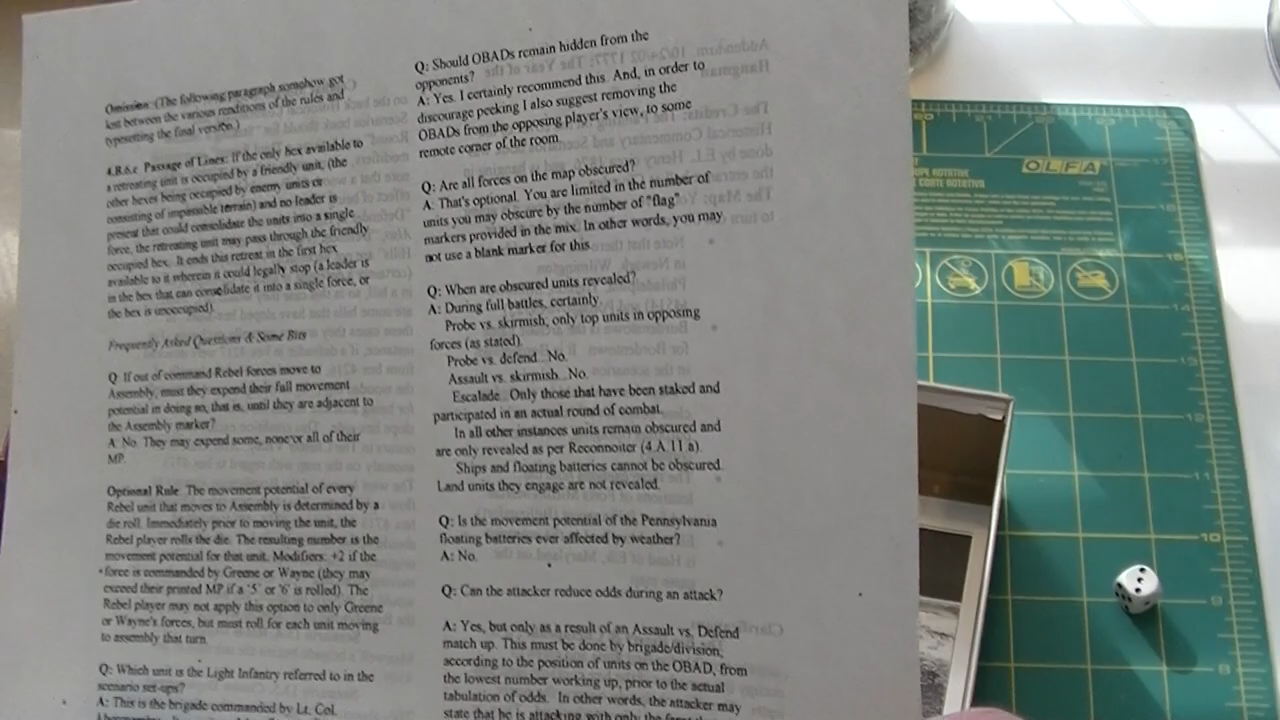 Omission: (The following paragraph somehow got
lost between the various renditions of the rules and
typesetting the final version.)
4.B.6.c. Passage of Lines: If the only hex available to
a retreating unit is occupied by a friendly unit, (the
other hexes being occupied by enemy units or
consisting of impassible terrain) and no leader is
present that could consolidate the units into a single
force, the retreating unit may pass through the friendly
occupied hex. It ends this retreat in the first hex
available to it wherein it could legally stop (a leader is
in the hex that can consolidate it into a single force, or
the hex is unoccupied).
Frequently Asked Questions & Some Bits
Q: If out of command Rebel forces move to
Assembly, must they expend their full movement
potential in doing so, that is, until they are adjacent to
the Assembly marker?
A: No. They may expend some, none or all of their
MP.
Optional Rule: The movement potential of every
Rebel unit that moves to Assembly is determined by a
die roll. Immediately prior to moving the unit, the
Rebel player rolls the die. The resulting number is the
movement potential for that unit. Modifiers: +2 if the
force is commanded by Greene or Wayne (they may
exceed their printed MP if a '5' or '6' is rolled). The
Rebel player may not apply this option to only Greene
or Wayne's forces, but must roll for each unit moving
to assembly that turn.
Q: Which unit is the Light Infantry referred to in the
scenario set-ups?
A: This is the brigade commanded by Lt. Col.
Q: Should OBADs remain hidden from the
opponents?
A: Yes. I certainly recommend this. And, in order to
discourage peeking I also suggest removing the
OBADs from the opposing player's view, to some
remote corner of the room.
Q: Are all forces on the map obscured?
A: That's optional. You are limited in the number of
units you may obscure by the number of "flag"
markers provided in the mix. In other words, you may
not use a blank marker for this.
Q: When are obscured units revealed?
A: During full battles, certainly.
Probe vs. skirmish, only top units in opposing
forces (as stated).
Probe vs. defend...No.
Assault vs. skirmish...No.
Escalade...Only those that have been staked and
participated in an actual round of combat.
In all other instances units remain obscured and
are only revealed as per Reconnoiter (4.A.11.a).
Ships and floating batteries cannot be obscured.
Land units they engage are not revealed.
Q: Is the movement potential of the Pennsylvania
floating batteries ever affected by weather?
A: No.
Q: Can the attacker reduce odds during an attack?
A: Yes, but only as a result of an Assault vs. Defend
match up. This must be done by brigade/division,
according to the position of units on the OBAD, from
the lowest number working up, prior to the actual
tabulation of odds. In other words, the attacker may
state that he is attacking with only the
OLFA